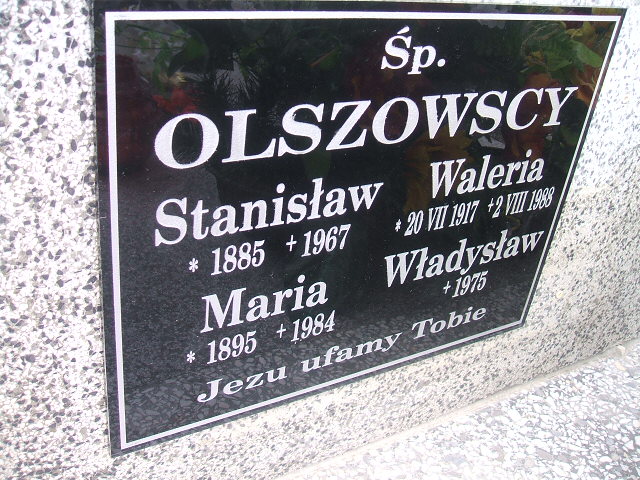 Śp.
OLSZOWSCY
Stanisław
* 1885 +1967
Maria
* 1895 +1984
Waleria
* 20 VII 1917 +2 VIII 1988
Władysław
+1975
Jezu ufamy Tobie